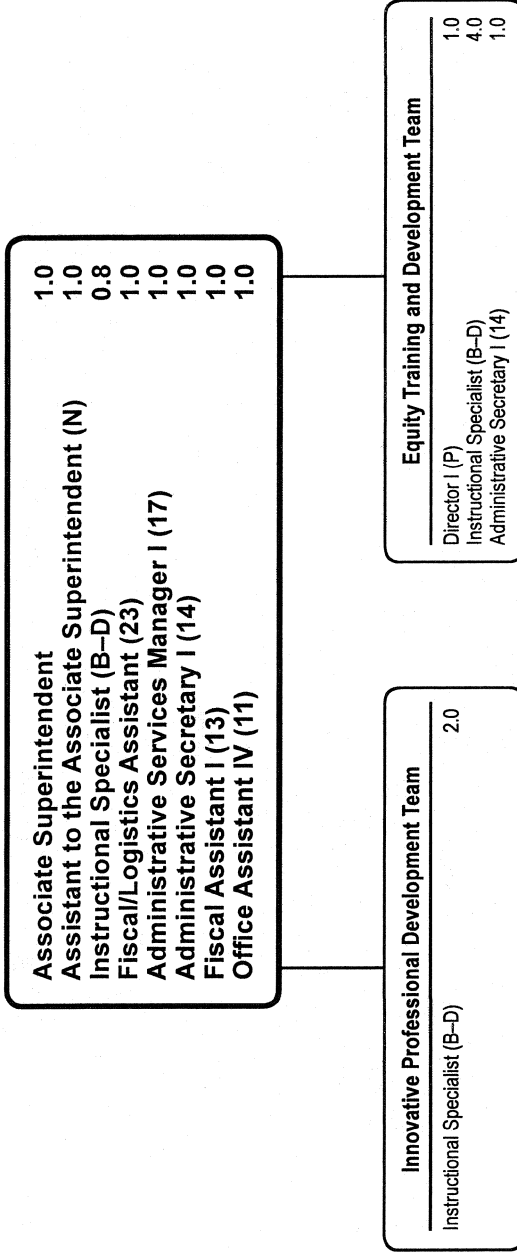 Associate Superintendent 1.0
Assistant to the Associate Superintendent (N) 1.0
Instructional Specialist (B–D) 0.8
Fiscal/Logistics Assistant (23) 1.0
Administrative Services Manager I (17) 1.0
Administrative Secretary I (14) 1.0
Fiscal Assistant I (13) 1.0
Office Assistant IV (11) 1.0
Innovative Professional Development Team
Instructional Specialist (B–D) 2.0
Equity Training and Development Team
Director I (P) 1.0
Instructional Specialist (B–D) 4.0
Administrative Secretary I (14) 1.0